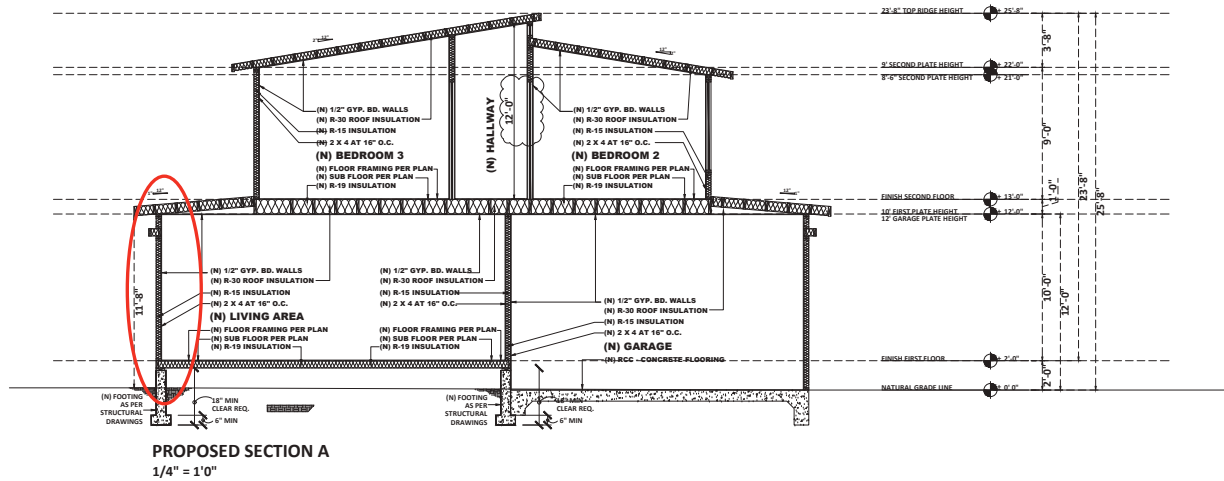 23'-8" TOP RIDGE HEIGHT + 25'-8"
9' SECOND PLATE HEIGHT + 22'-0"
8'-6" SECOND PLATE HEIGHT + 21'-0"
3'-8"
9'-0"
23'-8"
25'-8"
12"
12"
(N) 1/2" GYP. BD. WALLS
(N) R-30 ROOF INSULATION
(N) R-15 INSULATION
(N) 2 X 4 AT 16" O.C.
(N) BEDROOM 3
(N) FLOOR FRAMING PER PLAN
(N) SUB FLOOR PER PLAN
(N) R-19 INSULATION
(N) HALLWAY
12'-0"
(N) 1/2" GYP. BD. WALLS
(N) R-30 ROOF INSULATION
(N) R-15 INSULATION
(N) 2 X 4 AT 16" O.C.
(N) BEDROOM 2
(N) FLOOR FRAMING PER PLAN
(N) SUB FLOOR PER PLAN
(N) R-19 INSULATION
12"
12"
FINISH SECOND FLOOR + 13'-0"
10' FIRST PLATE HEIGHT + 12'-0"
12' GARAGE PLATE HEIGHT
1'-0"
10'-0"
12'-0"
11'-8"
(N) 1/2" GYP. BD. WALLS
(N) R-30 ROOF INSULATION
(N) R-15 INSULATION
(N) 2 X 4 AT 16" O.C.
(N) LIVING AREA
(N) FLOOR FRAMING PER PLAN
(N) SUB FLOOR PER PLAN
(N) R-19 INSULATION
(N) 1/2" GYP. BD. WALLS
(N) R-30 ROOF INSULATION
(N) R-15 INSULATION
(N) 2 X 4 AT 16" O.C.
(N) FLOOR FRAMING PER PLAN
(N) SUB FLOOR PER PLAN
(N) R-19 INSULATION
(N) 1/2" GYP. BD. WALLS
(N) R-30 ROOF INSULATION
(N) R-15 INSULATION
(N) 2 X 4 AT 16" O.C.
(N) GARAGE
(N) RCC - CONCRETE FLOORING
FINISH FIRST FLOOR + 2'-0"
2'-0"
NATURAL GRADE LINE + 0' 0"
(N) FOOTING
AS PER
STRUCTURAL
DRAWINGS
18" MIN
CLEAR REQ.
6" MIN
(N) FOOTING
AS PER
STRUCTURAL
DRAWINGS
18" MIN
CLEAR REQ.
6" MIN
PROPOSED SECTION A
1/4" = 1'0"